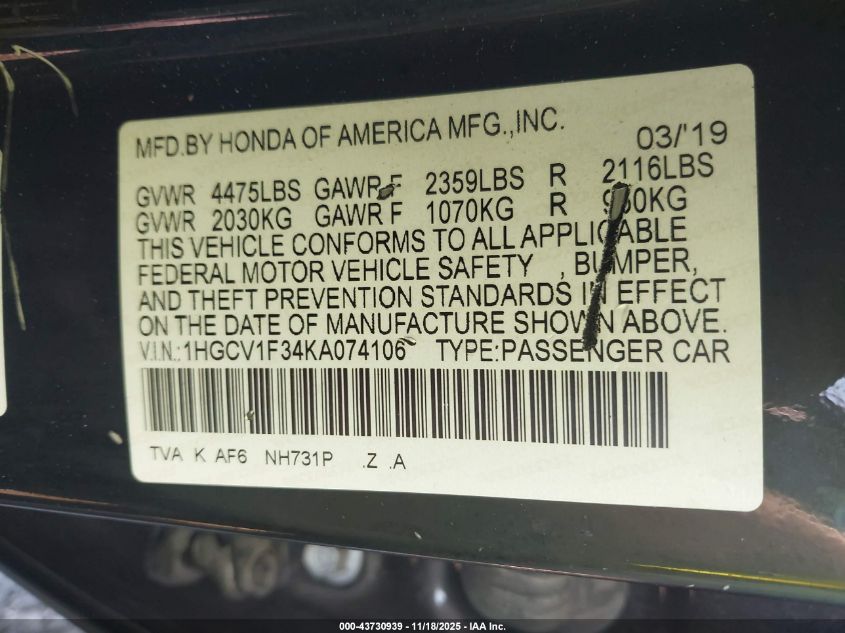 MFD.BY HONDA OF AMERICA MFG.,INC. 03/'19
GVWR 4475LBS GAWR F 2359LBS R 2116LBS
GVWR 2030KG GAWR F 1070KG R 960KG
THIS VEHICLE CONFORMS TO ALL APPLICABLE
FEDERAL MOTOR VEHICLE SAFETY , BUMPER,
AND THEFT PREVENTION STANDARDS IN EFFECT
ON THE DATE OF MANUFACTURE SHOWN ABOVE.
V.I.N.:1HGCV1F34KA074106 TYPE:PASSENGER CAR
TVA K AF6 NH731P .Z .A
000-43730939 - 11/18/2025 - IAA Inc.